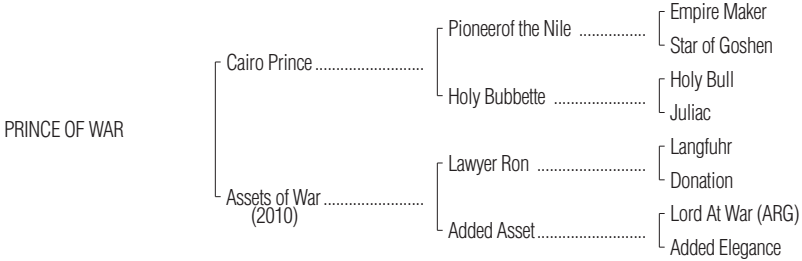 Empire Maker
Pioneerof the Nile ................
Star of Goshen
Cairo Prince ..........................
Holy Bull
Holy Bubbette ......................
Juliac
PRINCE OF WAR
Langfuhr
Lawyer Ron ..........................
Donation
Assets of War ........................
(2010)
Lord At War (ARG)
Added Asset..........................
Added Elegance